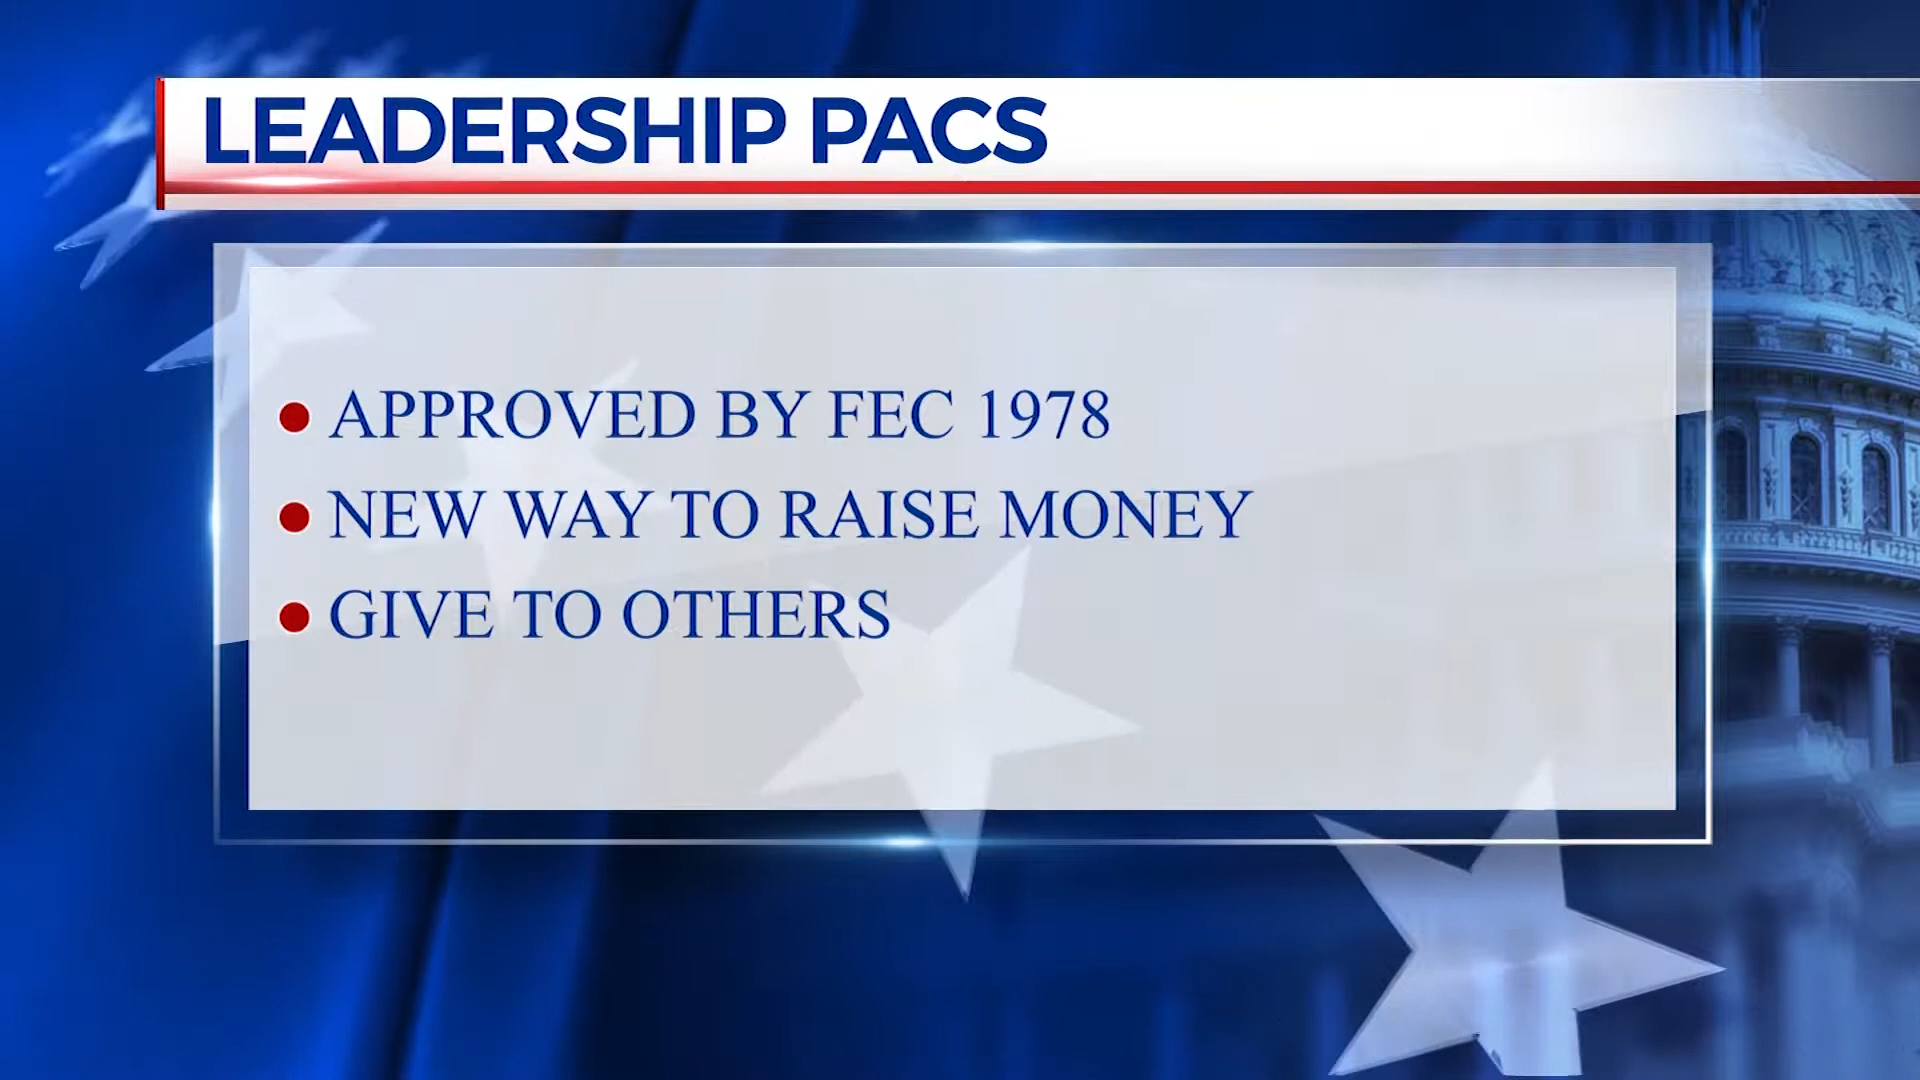 LEADERSHIP PACS
• APPROVED BY FEC 1978
• NEW WAY TO RAISE MONEY
• GIVE TO OTHERS